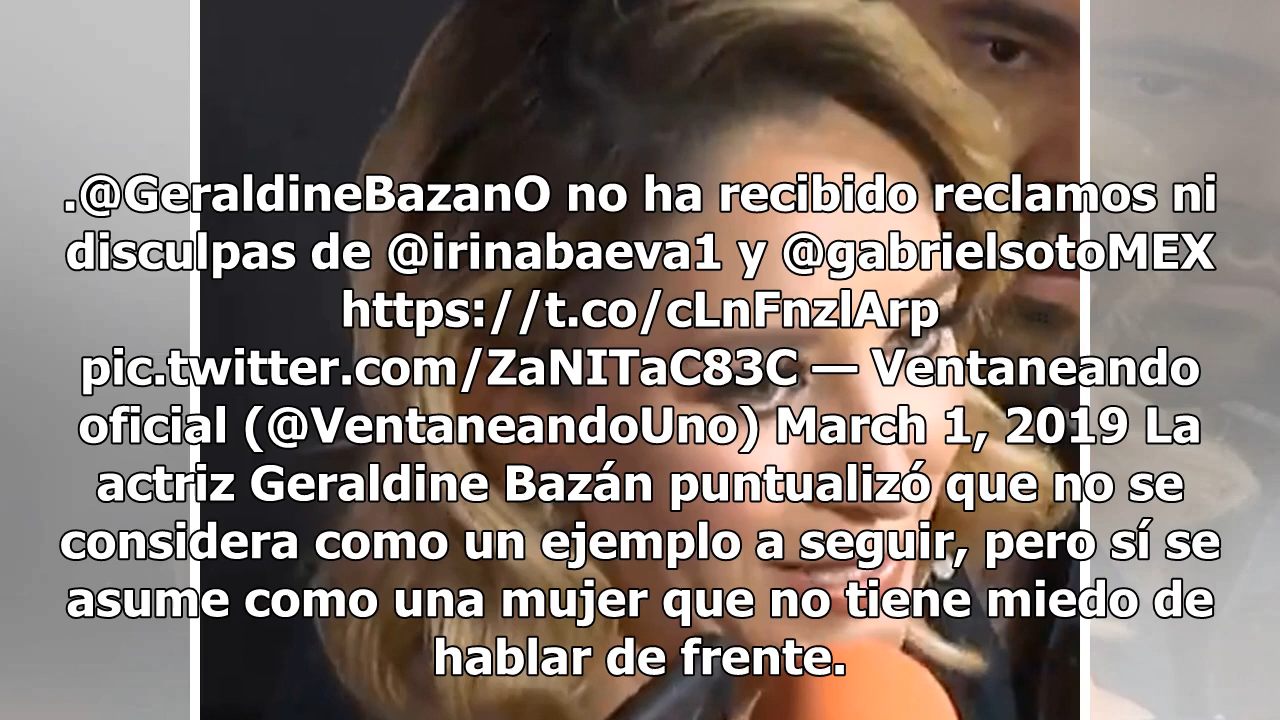 .@GeraldineBazanO no ha recibido reclamos ni
disculpas de @irinabaeva1 y @gabrielsotoMEX
https://t.co/cLnFnzlArp
pic.twitter.com/ZaNITaC83C — Ventaneando
oficial (@VentaneandoUno) March 1, 2019 La
actriz Geraldine Bazán puntualizó que no se
considera como un ejemplo a seguir, pero sí se
asume como una mujer que no tiene miedo de
hablar de frente.